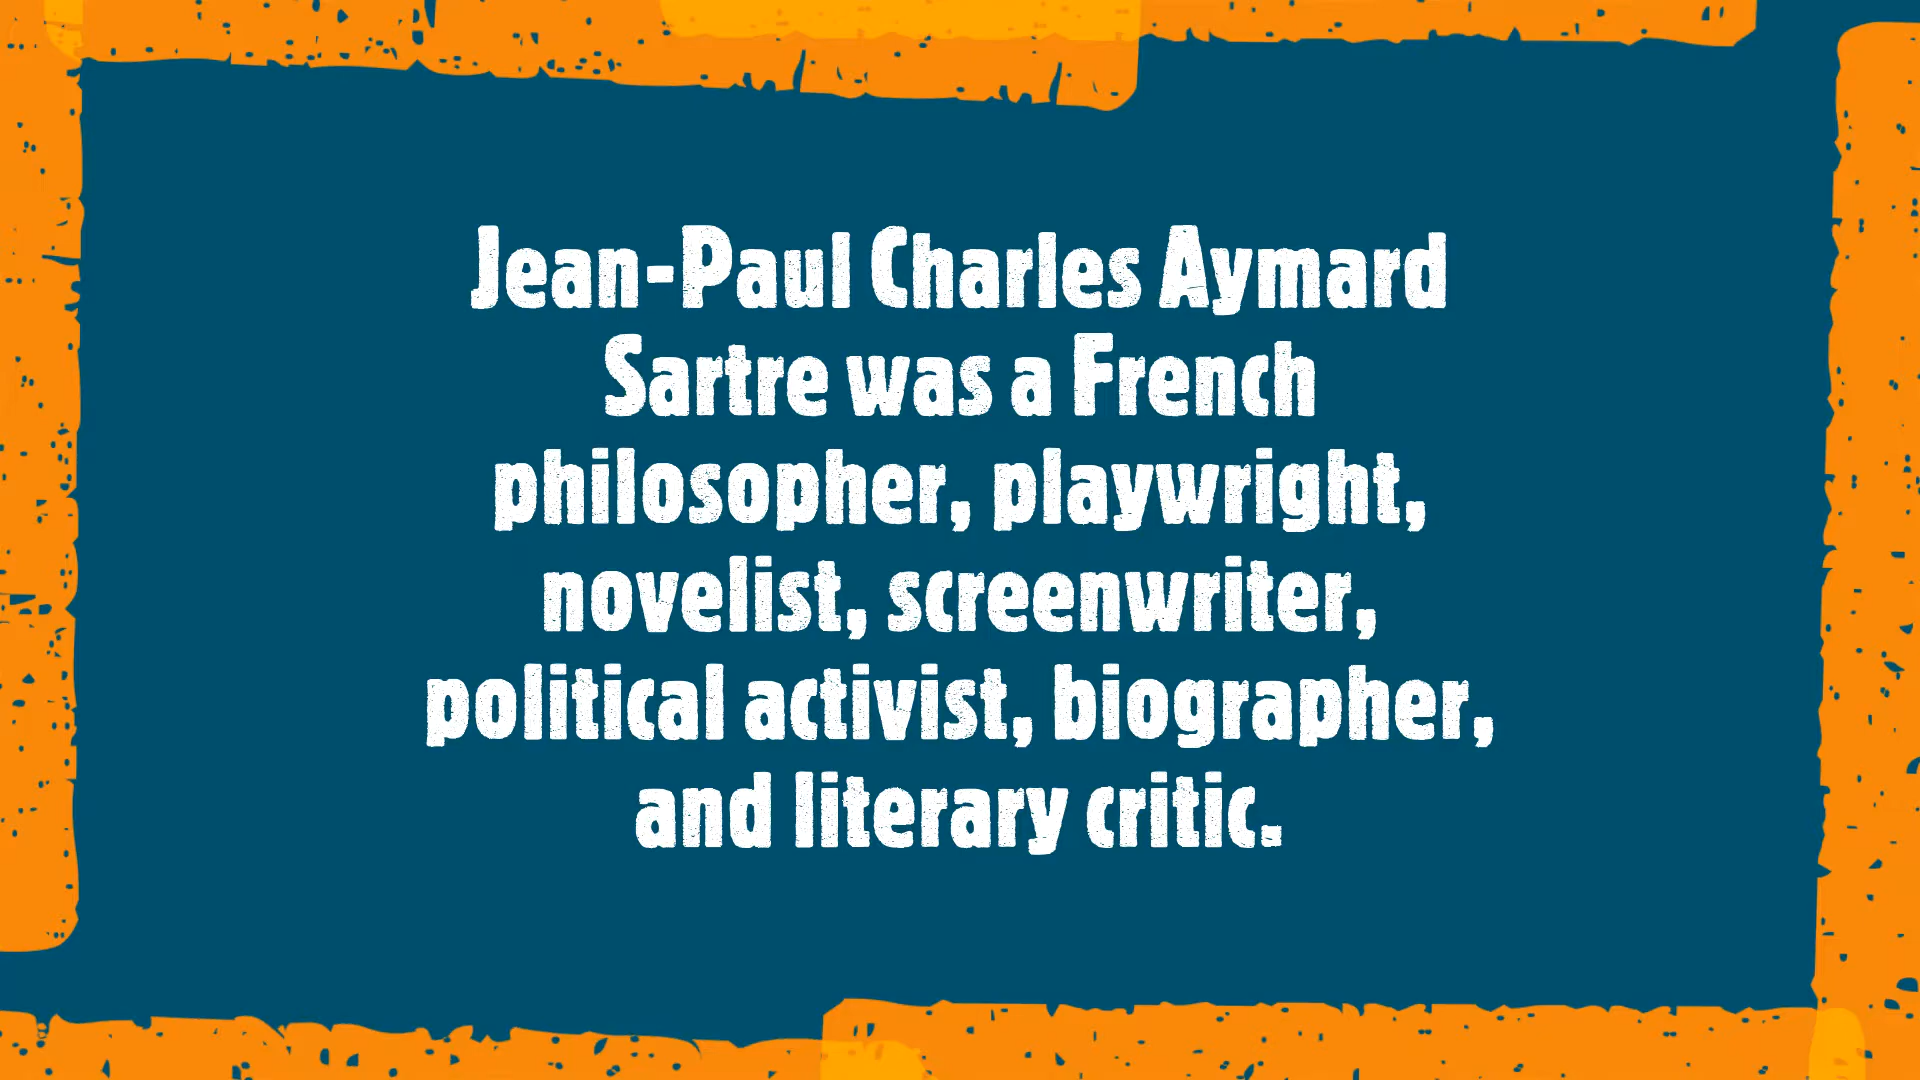 Jean-Paul Charles Aymard
Sartre was a French
philosopher, playwright,
novelist, screenwriter,
political activist, biographer,
and literary critic.